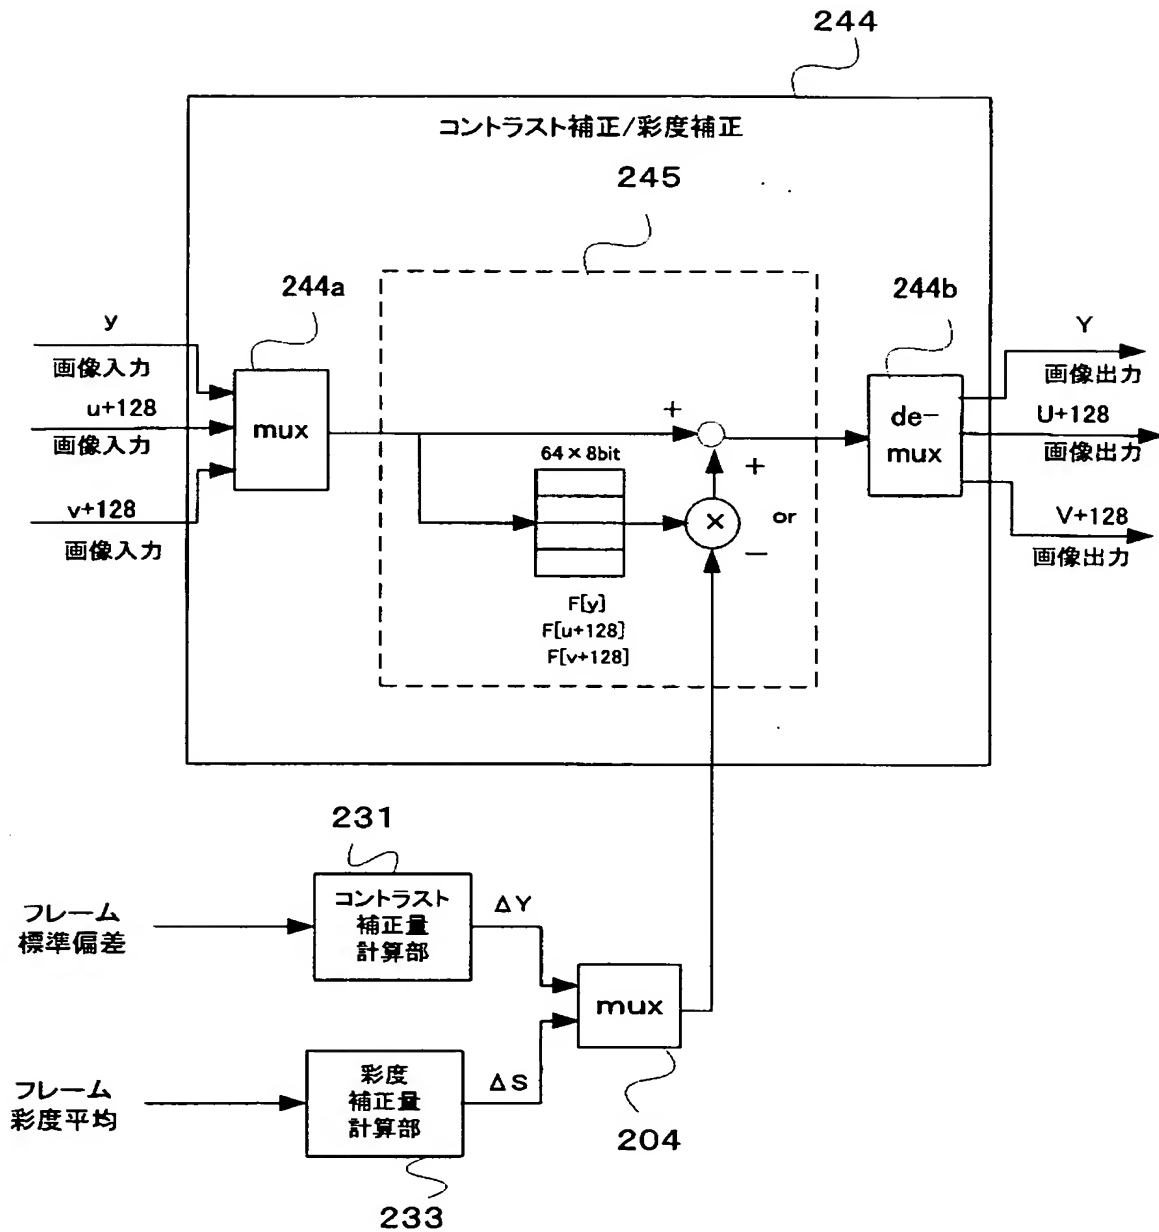 244
コントラスト補正/彩度補正
245
244a
244b
y
画像入力
u+128
画像入力
v+128
画像入力
mux
64×8bit
+
+
or
−
×
F[y]
F[u+128]
F[v+128]
de-
mux
Y
画像出力
U+128
画像出力
V+128
画像出力
231
フレーム
標準偏差
コントラスト
補正量
計算部
ΔY
mux
204
フレーム
彩度平均
彩度
補正量
計算部
ΔS
233